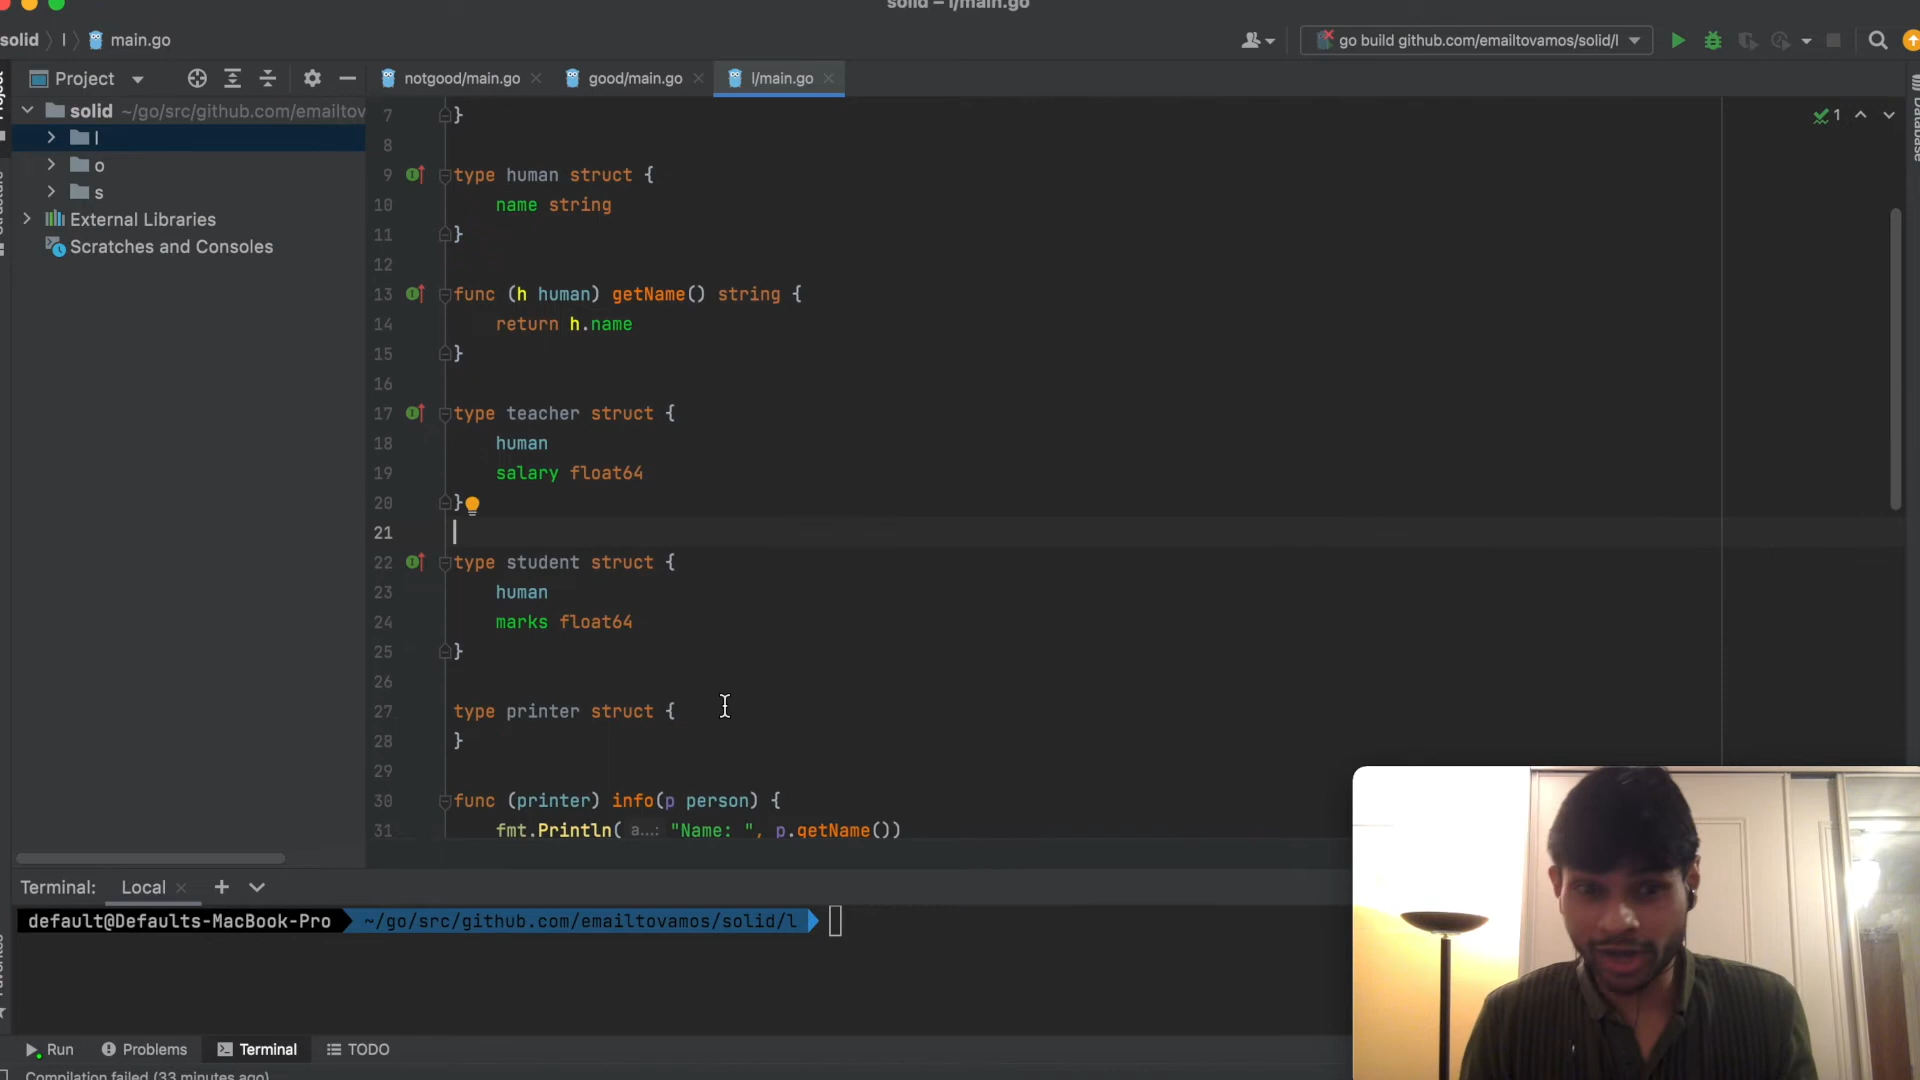 solid – l/main.go
solid l main.go
go build github.com/emailtovamos/solid/l
Project
notgood/main.go good/main.go l/main.go
solid ~/go/src/github.com/emailtov
l
o
s
External Libraries
Scratches and Consoles
Database
1
7 }
8
9 type human struct {
10 name string
11 }
12
13 func (h human) getName() string {
14 return h.name
15 }
16
17 type teacher struct {
18 human
19 salary float64
20 }
21
22 type student struct {
23 human
24 marks float64
25 }
26
27 type printer struct {
28 }
29
30 func (printer) info(p person) {
31 fmt.Println( a...: "Name: ", p.getName())
Terminal: Local
default@Defaults-MacBook-Pro ~/go/src/github.com/emailtovamos/solid/l
Run Problems Terminal TODO
Compilation failed (33 minutes ago)